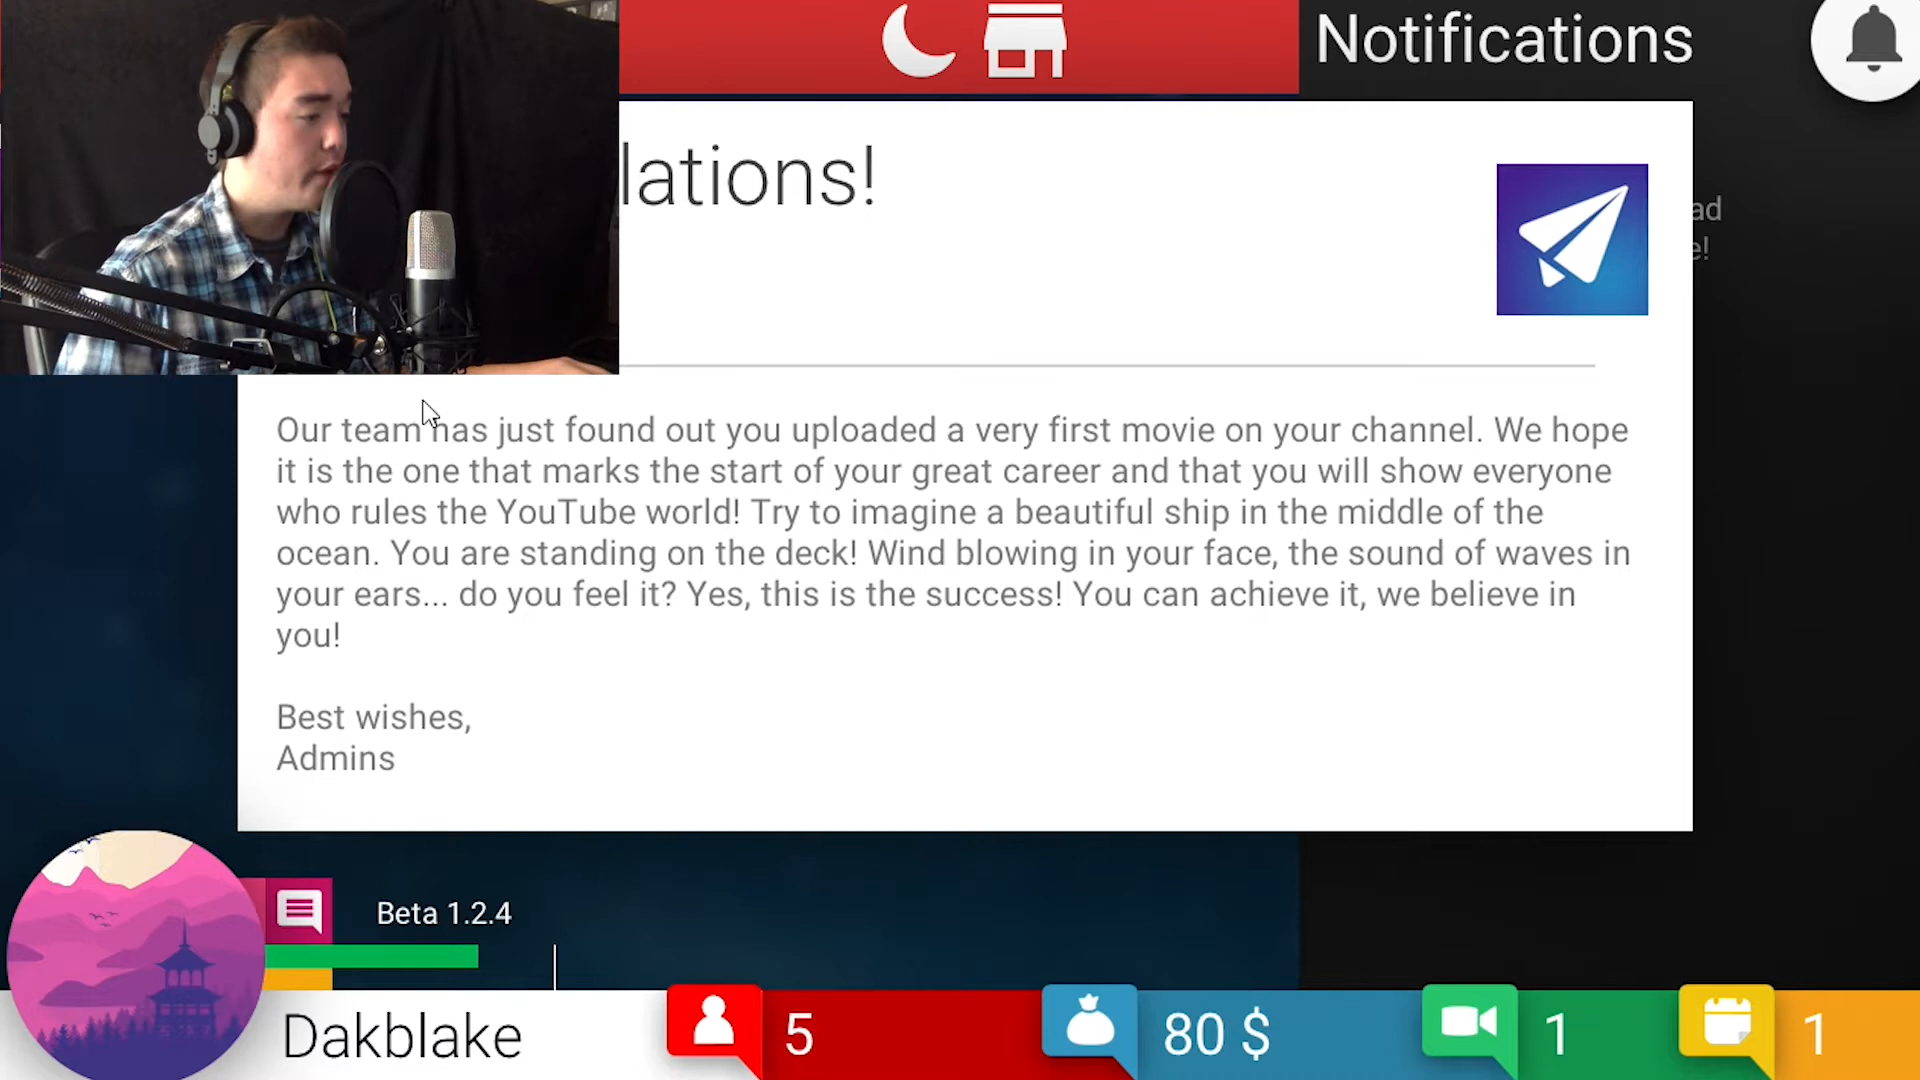 Notifications
lations!
ad
e!
Our team has just found out you uploaded a very first movie on your channel. We hope
it is the one that marks the start of your great career and that you will show everyone
who rules the YouTube world! Try to imagine a beautiful ship in the middle of the
ocean. You are standing on the deck! Wind blowing in your face, the sound of waves in
your ears... do you feel it? Yes, this is the success! You can achieve it, we believe in
you!
Best wishes,
Admins
Beta 1.2.4
Dakblake
5
80 $
1
1